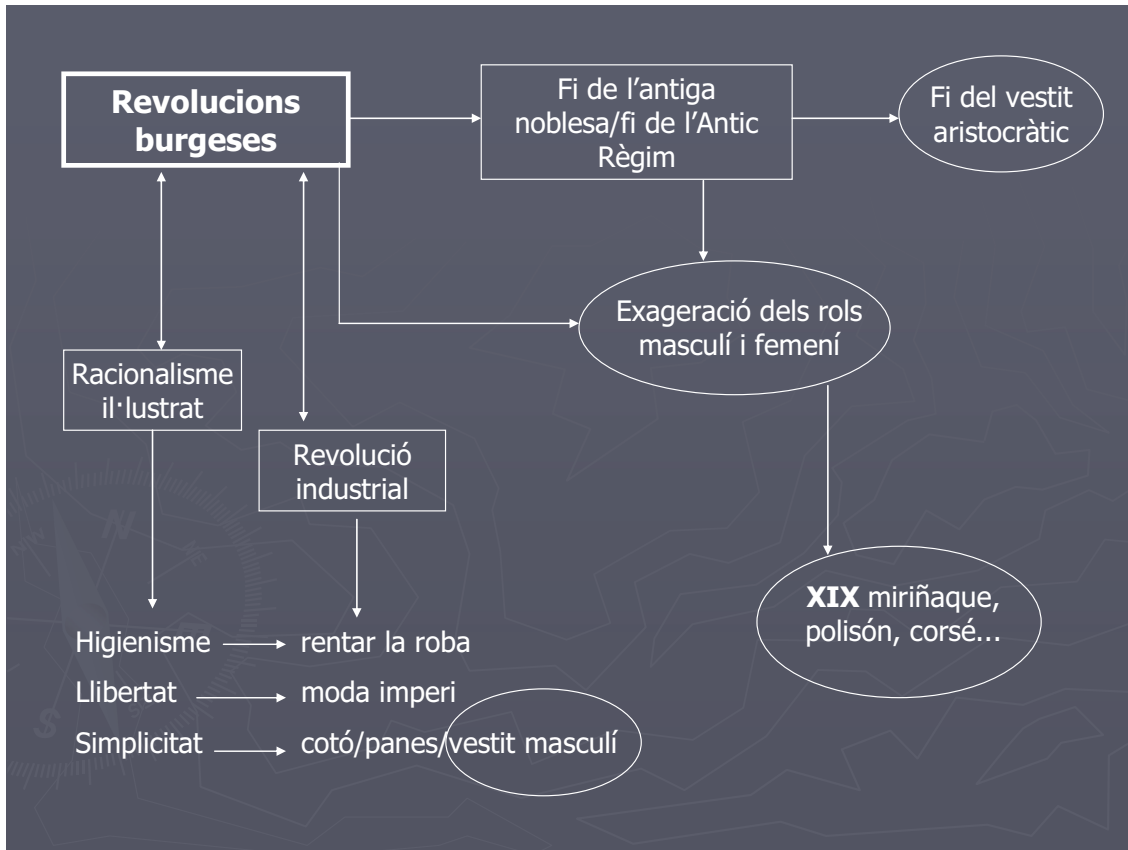 Revolucions
burgeses
Fi de l’antiga
noblesa/fi de l’Antic
Règim
Fi del vestit
aristocràtic
Exageració dels rols
masculí i femení
Racionalisme
il·lustrat
Revolució
industrial
XIX miriñaque,
polisón, corsé...
Higienisme rentar la roba
Llibertat moda imperi
Simplicitat cotó/panes/vestit masculí
N
S